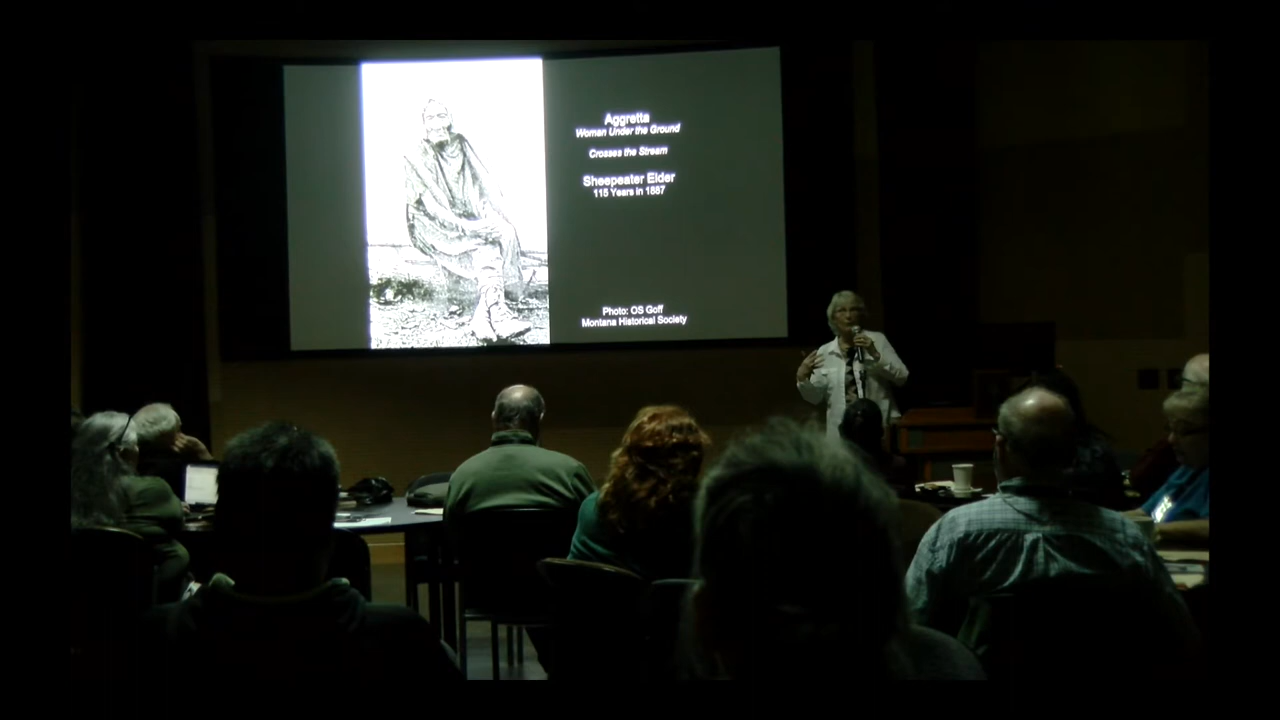 Aggretta
Woman Under the Ground
Crosses the Stream
Sheepeater Elder
115 Years in 1887
Photo: OS Goff
Montana Historical Society